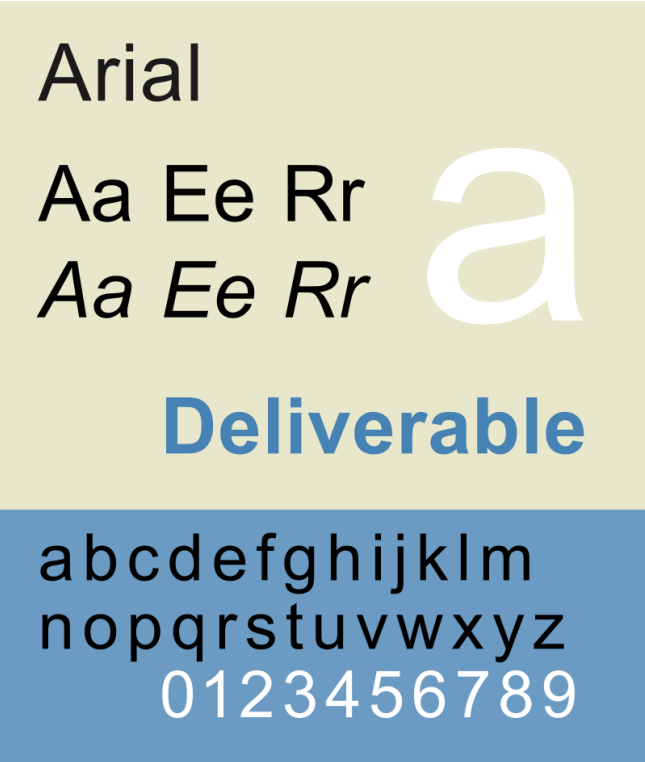 Arial
Aa Ee Rr
a
Aa Ee Rr
Deliverable
abcdefghijklm
nopqrstuvwxyz
0123456789